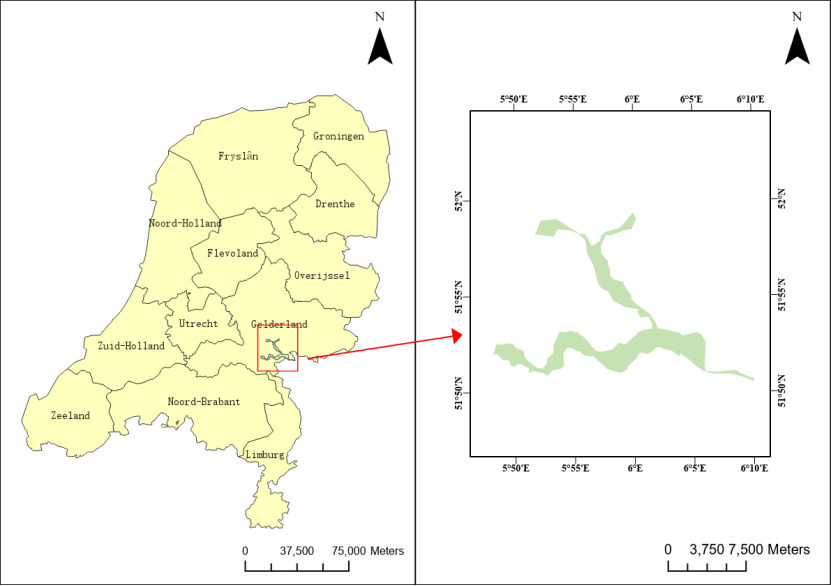 N
Groningen
Fryslân
Drenthe
Noord-Holland
Flevoland
Overijssel
Utrecht
Gelderland
Zuid-Holland
Noord-Brabant
Zeeland
Limburg
0 37,500 75,000 Meters
N
5°50'E 5°55'E 6°E 6°5'E 6°10'E
52°N 52°N
51°55'N 51°55'N
51°50'N 51°50'N
5°50'E 5°55'E 6°E 6°5'E 6°10'E
0 3,750 7,500 Meters